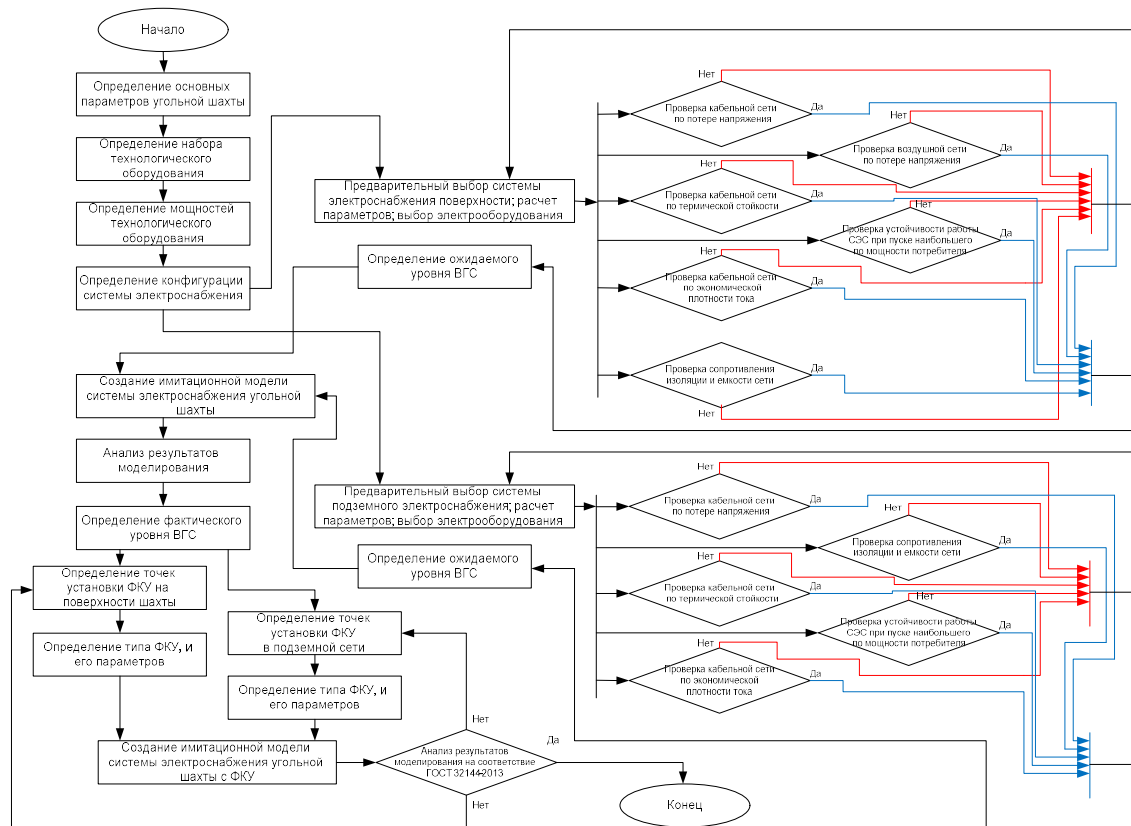 Начало
Определение основных
параметров угольной шахты
Определение набора
технологического
оборудования
Определение мощностей
технологического
оборудования
Определение конфигурации
системы электроснабжения
Предварительный выбор системы
электроснабжения поверхности; расчет
параметров; выбор электрооборудования
Определение ожидаемого
уровня ВГС
Нет
Проверка кабельной сети
по потере напряжения
Да
Нет
Проверка воздушной сети
по потере напряжения
Да
Нет
Проверка кабельной сети
по термической стойкости
Да
Нет
Проверка устойчивости работы
СЭС при пуске наибольшего
по мощности потребителя
Да
Нет
Проверка кабельной сети
по экономической
плотности тока
Да
Проверка сопротивления
изоляции и емкости сети
Да
Нет
Создание имитационной модели
системы электроснабжения угольной
шахты
Анализ результатов
моделирования
Определение фактического
уровня ВГС
Предварительный выбор системы
подземного электроснабжения; расчет
параметров; выбор электрооборудования
Определение ожидаемого
уровня ВГС
Нет
Проверка кабельной сети
по потере напряжения
Да
Нет
Проверка сопротивления
изоляции и емкости сети
Да
Нет
Проверка кабельной сети
по термической стойкости
Да
Нет
Проверка устойчивости работы
СЭС при пуске наибольшего
по мощности потребителя
Да
Нет
Проверка кабельной сети
по экономической
плотности тока
Да
Определение точек
установки ФКУ на
поверхности шахты
Определение типа ФКУ, и
его параметров
Определение точек
установки ФКУ
в подземной сети
Определение типа ФКУ, и
его параметров
Создание имитационной модели
системы электроснабжения угольной
шахты с ФКУ
Нет
Анализ результатов
моделирования на соответствие
ГОСТ 32144-2013
Да
Нет
Конец